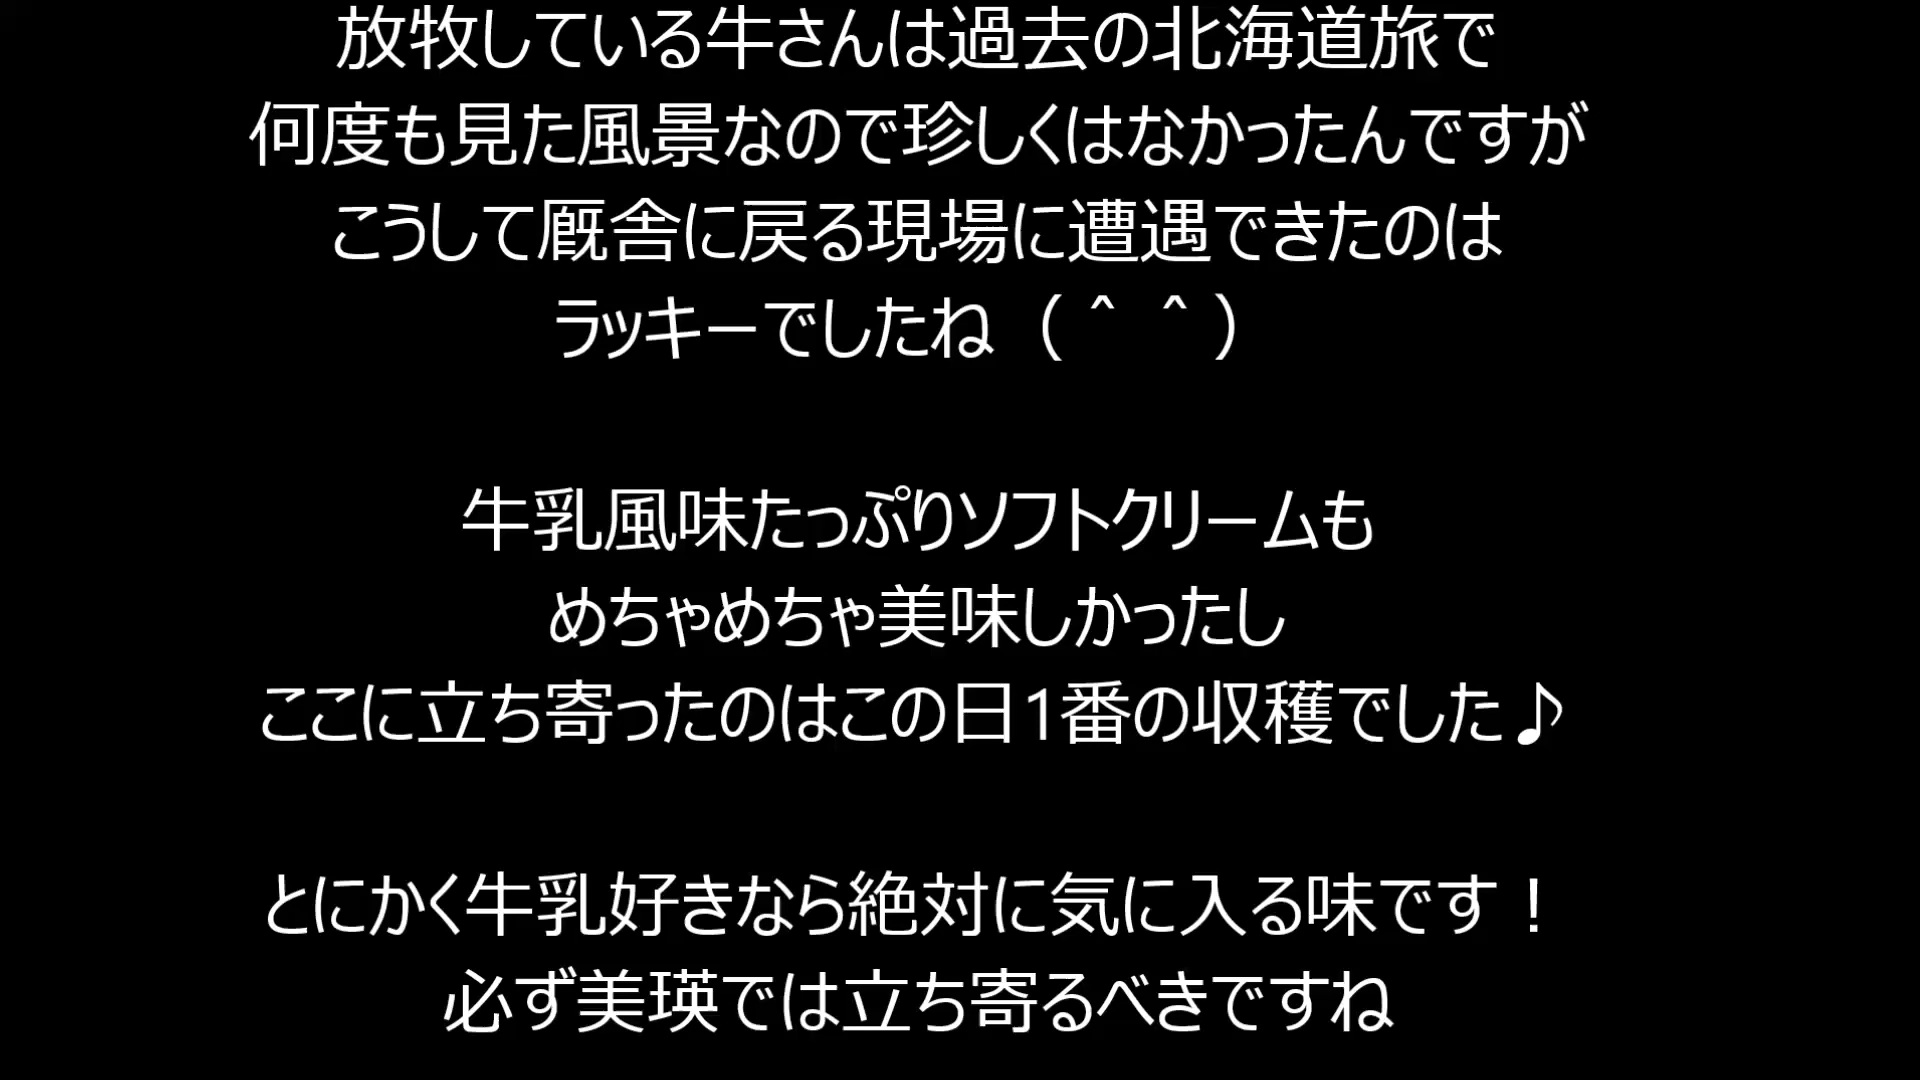 放牧している牛さんは過去の北海道旅で
何度も見た風景なので珍しくはなかったんですが
こうして厩舎に戻る現場に遭遇できたのは
ラッキーでしたね（＾ ＾）
牛乳風味たっぷりソフトクリームも
めちゃめちゃ美味しかったし
ここに立ち寄ったのはこの日1番の収穫でした♪
とにかく牛乳好きなら絶対に気に入る味です！
必ず美瑛では立ち寄るべきですね